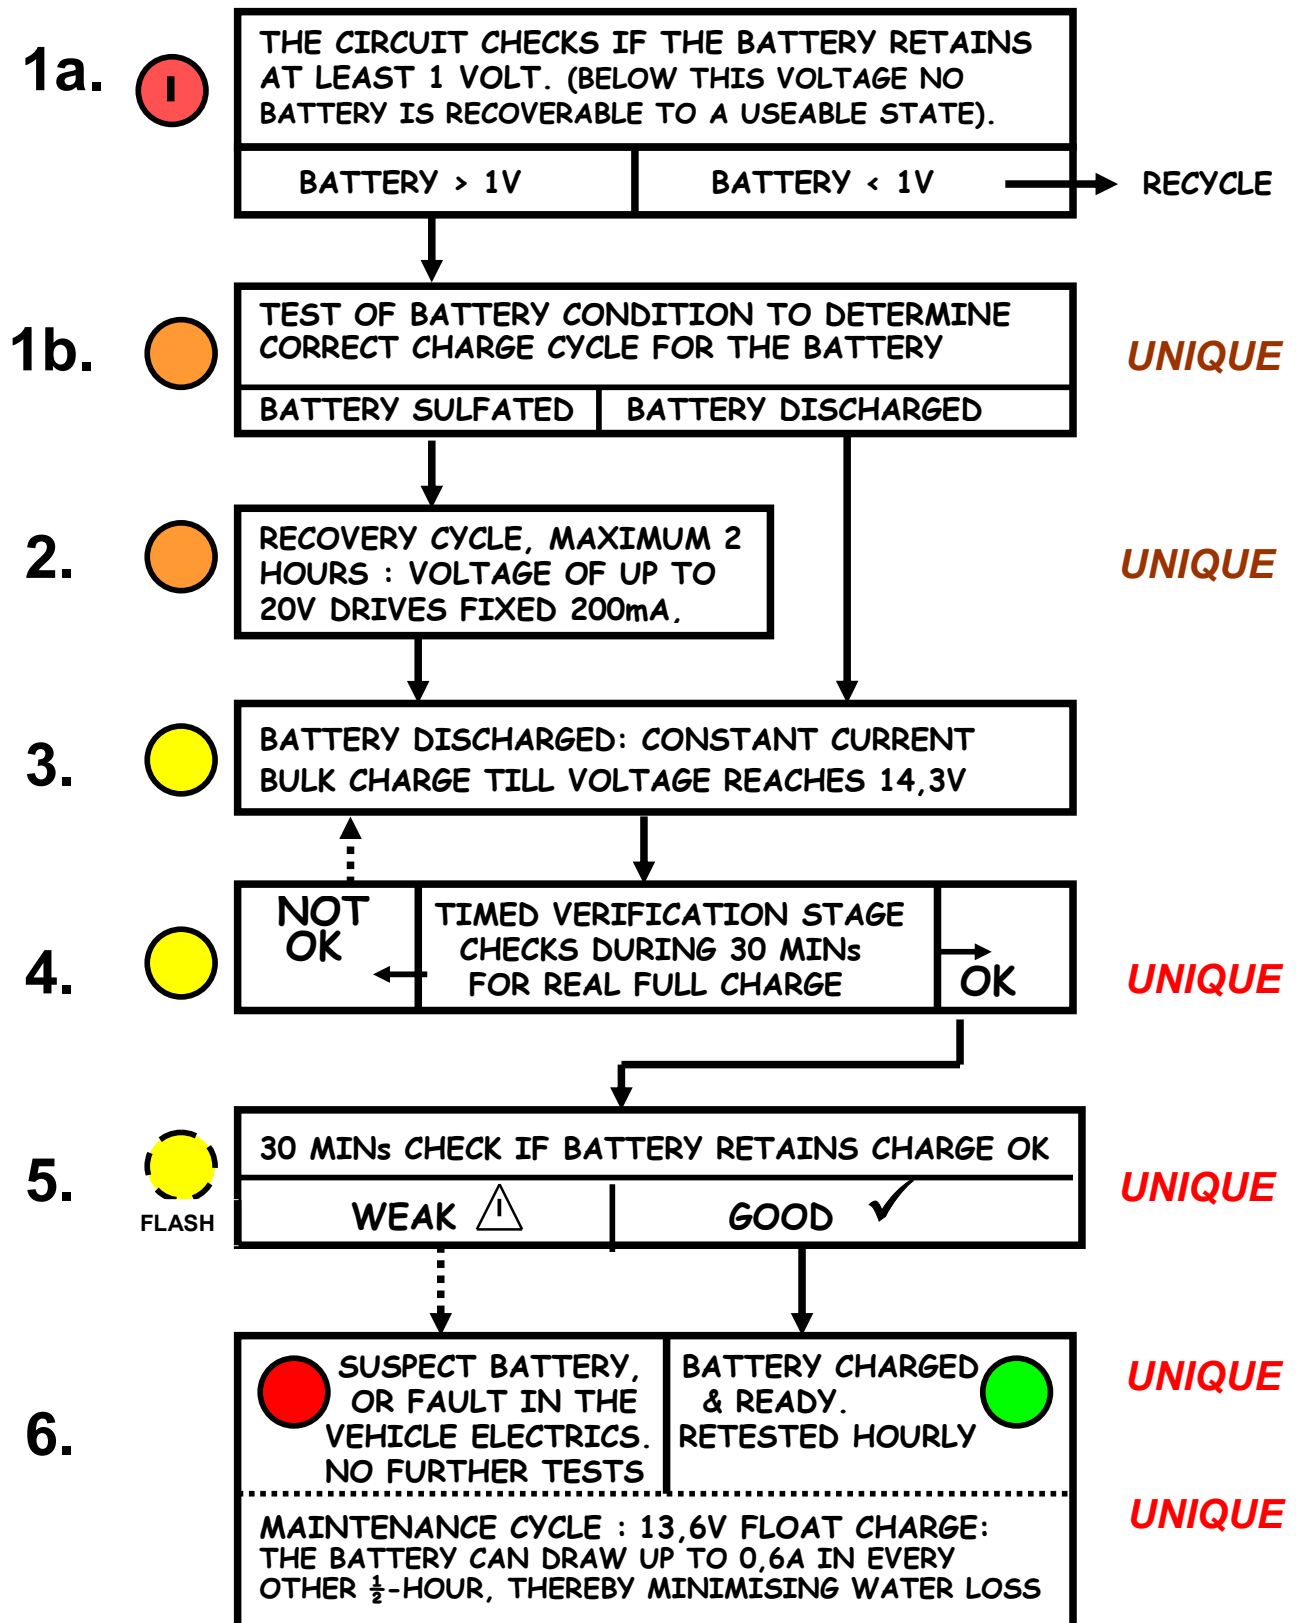 1a.
I
THE CIRCUIT CHECKS IF THE BATTERY RETAINS
AT LEAST 1 VOLT. (BELOW THIS VOLTAGE NO
BATTERY IS RECOVERABLE TO A USEABLE STATE).
BATTERY > 1V
BATTERY < 1V
RECYCLE
1b.
TEST OF BATTERY CONDITION TO DETERMINE
CORRECT CHARGE CYCLE FOR THE BATTERY
UNIQUE
BATTERY SULFATED
BATTERY DISCHARGED
2.
RECOVERY CYCLE, MAXIMUM 2
HOURS : VOLTAGE OF UP TO
20V DRIVES FIXED 200mA.
UNIQUE
3.
BATTERY DISCHARGED: CONSTANT CURRENT
BULK CHARGE TILL VOLTAGE REACHES 14,3V
4.
NOT
OK
TIMED VERIFICATION STAGE
CHECKS DURING 30 MINs
FOR REAL FULL CHARGE
OK
UNIQUE
5.
FLASH
30 MINs CHECK IF BATTERY RETAINS CHARGE OK
WEAK
GOOD ✓
UNIQUE
6.
SUSPECT BATTERY,
OR FAULT IN THE
VEHICLE ELECTRICS.
NO FURTHER TESTS
BATTERY CHARGED
& READY.
RETESTED HOURLY
UNIQUE
MAINTENANCE CYCLE : 13,6V FLOAT CHARGE:
THE BATTERY CAN DRAW UP TO 0,6A IN EVERY
OTHER ½-HOUR, THEREBY MINIMISING WATER LOSS
UNIQUE